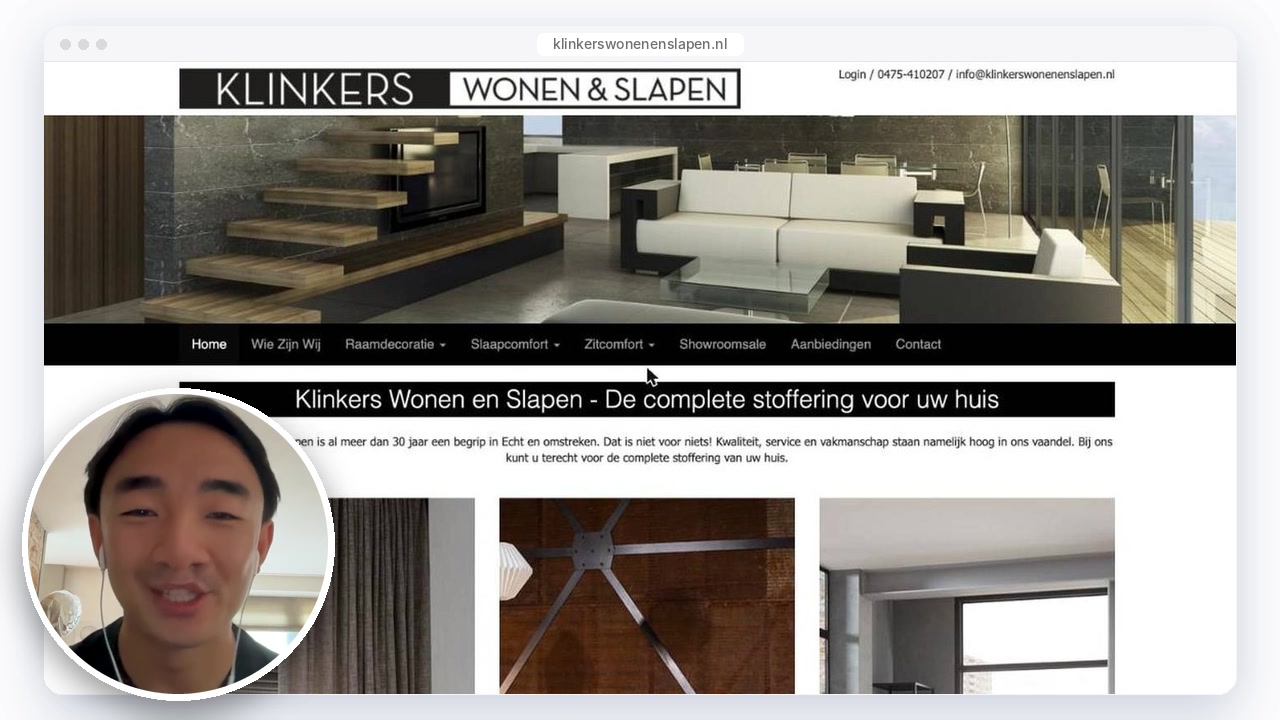 klinkerswonenenslapen.nl
KLINKERS WONEN & SLAPEN
Login / 0475-410207 / info@klinkerswonenenslapen.nl
Home Wie Zijn Wij Raamdecoratie Slaapcomfort Zitcomfort Showroomsale Aanbiedingen Contact
Klinkers Wonen en Slapen - De complete stoffering voor uw huis
is al meer dan 30 jaar een begrip in Echt en omstreken. Dat is niet voor niets! Kwaliteit, service en vakmanschap staan namelijk hoog in ons vaandel. Bij ons
kunt u terecht voor de complete stoffering van uw huis.